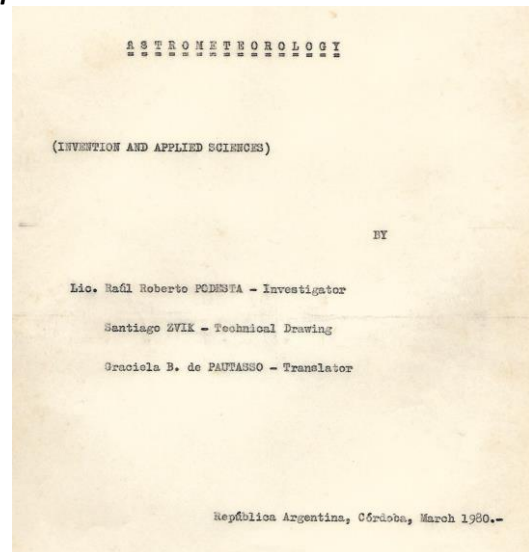 ASTROMETEOROLOGY
(INVENTION AND APPLIED SCIENCES)
BY
Lic. Raúl Roberto PODESTA - Investigator
Santiago ZVIK - Technical Drawing
Graciela B. de PAUTASSO - Translator
República Argentina, Córdoba, March 1980.-